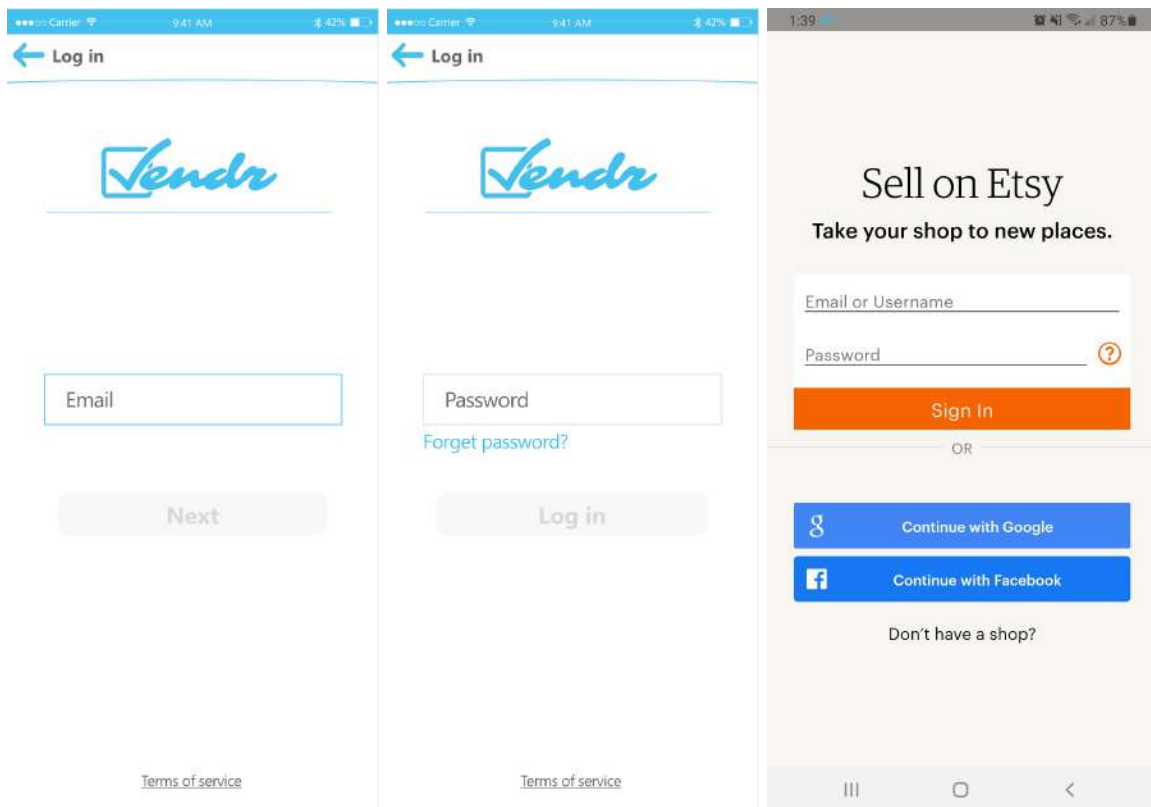 Carrier 9:41 AM 42%
Log in
Vendr
Email
Next
Terms of service
Carrier 9:41 AM 42%
Log in
Vendr
Password
Forget password?
Log in
Terms of service
1:39 87%
Sell on Etsy
Take your shop to new places.
Email or Username
Password ?
Sign In
OR
g Continue with Google
f Continue with Facebook
Don't have a shop?